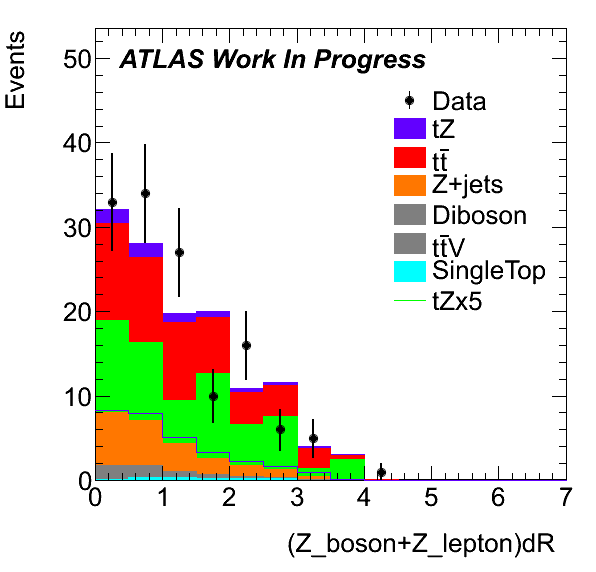 Events
ATLAS Work In Progress
Data
tZ
tt̄
Z+jets
Diboson
tt̄V
SingleTop
tZx5
50
40
30
20
10
0
0 1 2 3 4 5 6 7
(Z_boson+Z_lepton)dR